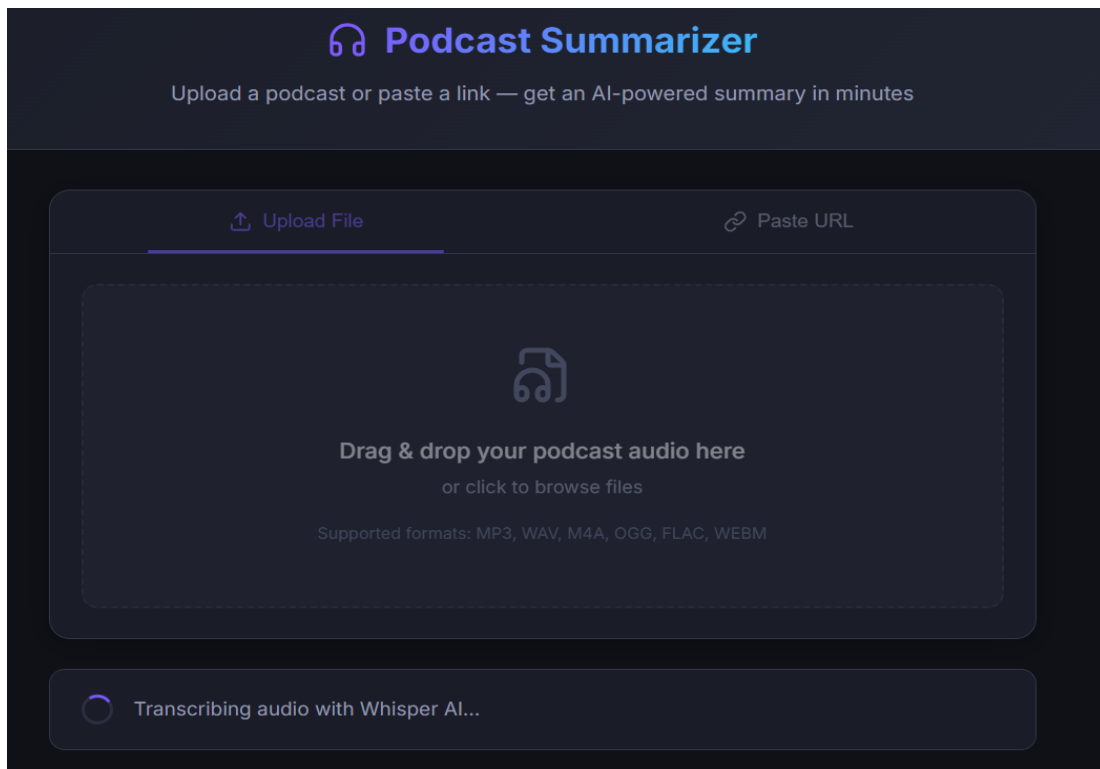 Podcast Summarizer
Upload a podcast or paste a link — get an AI-powered summary in minutes
Upload File
Paste URL
Drag & drop your podcast audio here
or click to browse files
Supported formats: MP3, WAV, M4A, OGG, FLAC, WEBM
Transcribing audio with Whisper AI...